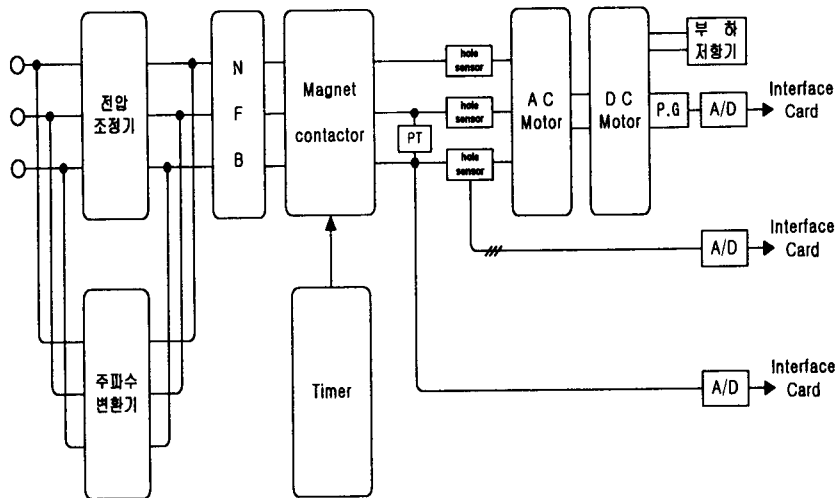 전압
조정기
N
F
B
Magnet
contactor
hole
sensor
hole
sensor
hole
sensor
PT
A C
Motor
D C
Motor
부 하
저항기
P.G
A/D
Interface
Card
A/D
Interface
Card
주파수
변환기
Timer
A/D
Interface
Card